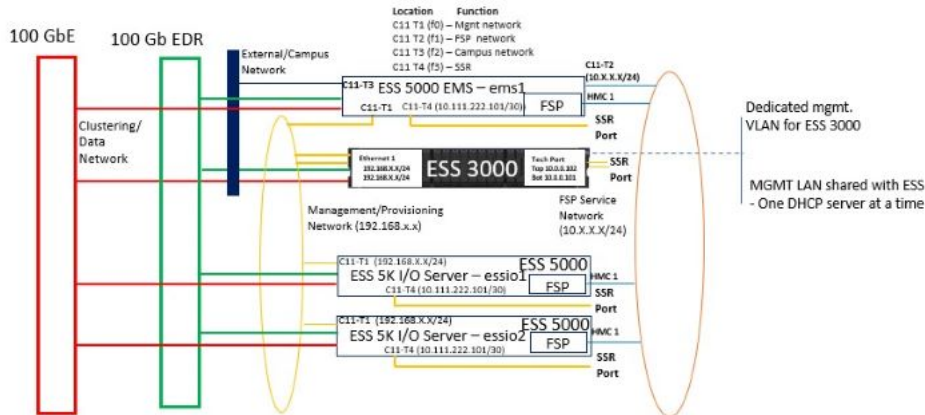 Location Function
C11 T1 (f0) – Mgnt network
C11 T2 (f1) – FSP network
C11 T3 (f2) – Campus network
C11 T4 (f3) – SSR
100 GbE
100 Gb EDR
External/Campus
Network
C11-T2
(10.X.X.X/24)
C11-T3
ESS 5000 EMS – ems1
C11-T1
C11-T4 (10.111.222.101/30)
FSP
HMC 1
SSR
Port
Clustering/
Data
Network
Dedicated mgmt.
VLAN for ESS 3000
Ethernet 1
192.168.X.X/24
192.168.X.X/24
ESS 3000
Tech Port
Top 10.0.0.102
Bot 10.0.0.101
SSR
Port
MGMT LAN shared with ESS
- One DHCP server at a time
Management/Provisioning
Network (192.168.x.x)
FSP Service
Network
(10.X.X.X/24)
C11-T1 (192.168.X.X/24)
ESS 5000
ESS 5K I/O Server – essio1
FSP
C11-T4 (10.111.222.101/30)
HMC 1
SSR
Port
C11-T1 (192.168.X.X/24)
ESS 5000
ESS 5K I/O Server – essio2
FSP
C11-T4 (10.111.222.101/30)
HMC 1
SSR
Port